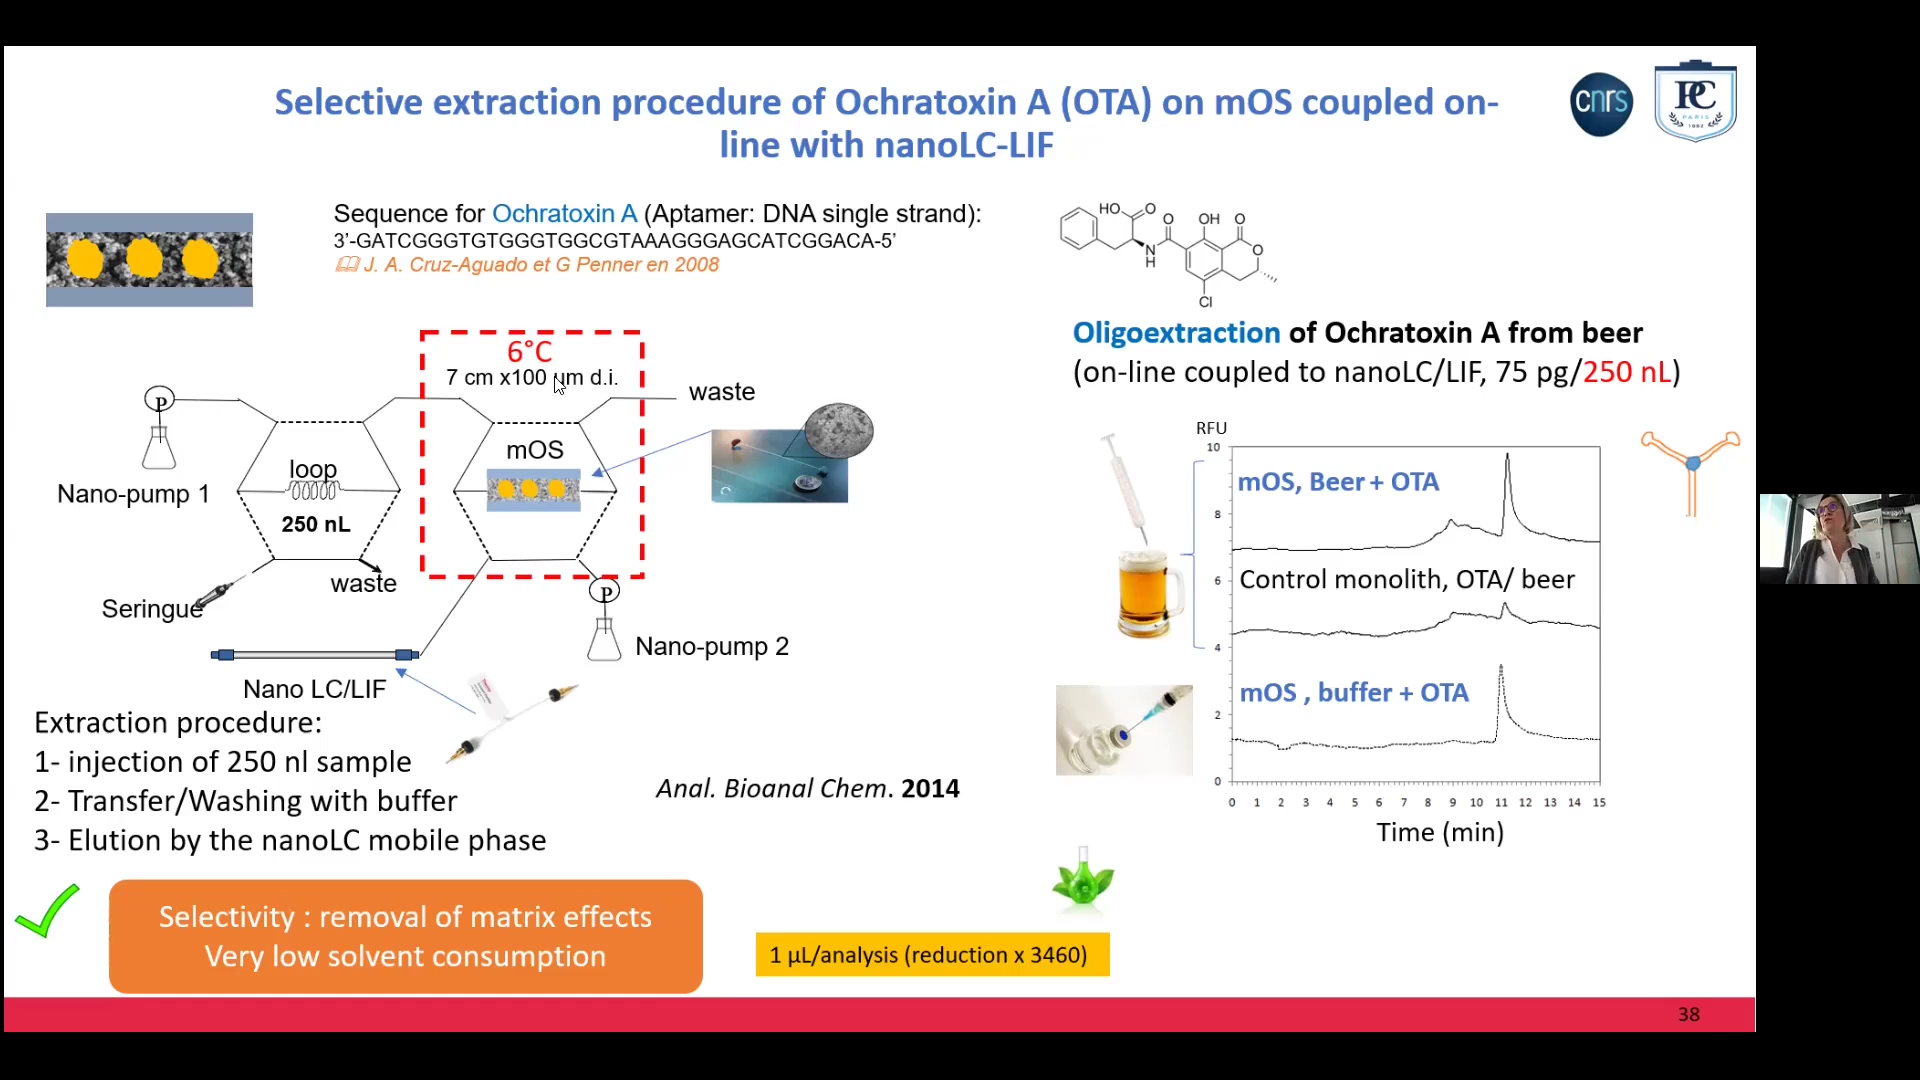 Selective extraction procedure of Ochratoxin A (OTA) on mOS coupled on-
line with nanoLC-LIF
cnrs
PC
PARIS
1882
Sequence for Ochratoxin A (Aptamer: DNA single strand):
3’-GATCGGGTGTGGGTGGCGTAAAGGGAGCATCGGACA-5’
J. A. Cruz-Aguado et G Penner en 2008
HO
O
O
OH
O
O
N
H
Cl
Oligoextraction of Ochratoxin A from beer
(on-line coupled to nanoLC/LIF, 75 pg/250 nL)
6°C
7 cm x100 µm d.i.
waste
P
mOS
loop
Nano-pump 1
250 nL
waste
Seringue
P
Nano-pump 2
Nano LC/LIF
RFU
10
8
6
4
2
0
mOS, Beer + OTA
Control monolith, OTA/ beer
mOS , buffer + OTA
0 1 2 3 4 5 6 7 8 9 10 11 12 13 14 15
Time (min)
Extraction procedure:
1- injection of 250 nl sample
2- Transfer/Washing with buffer
3- Elution by the nanoLC mobile phase
Anal. Bioanal Chem. 2014
Selectivity : removal of matrix effects
Very low solvent consumption
1 µL/analysis (reduction x 3460)
38